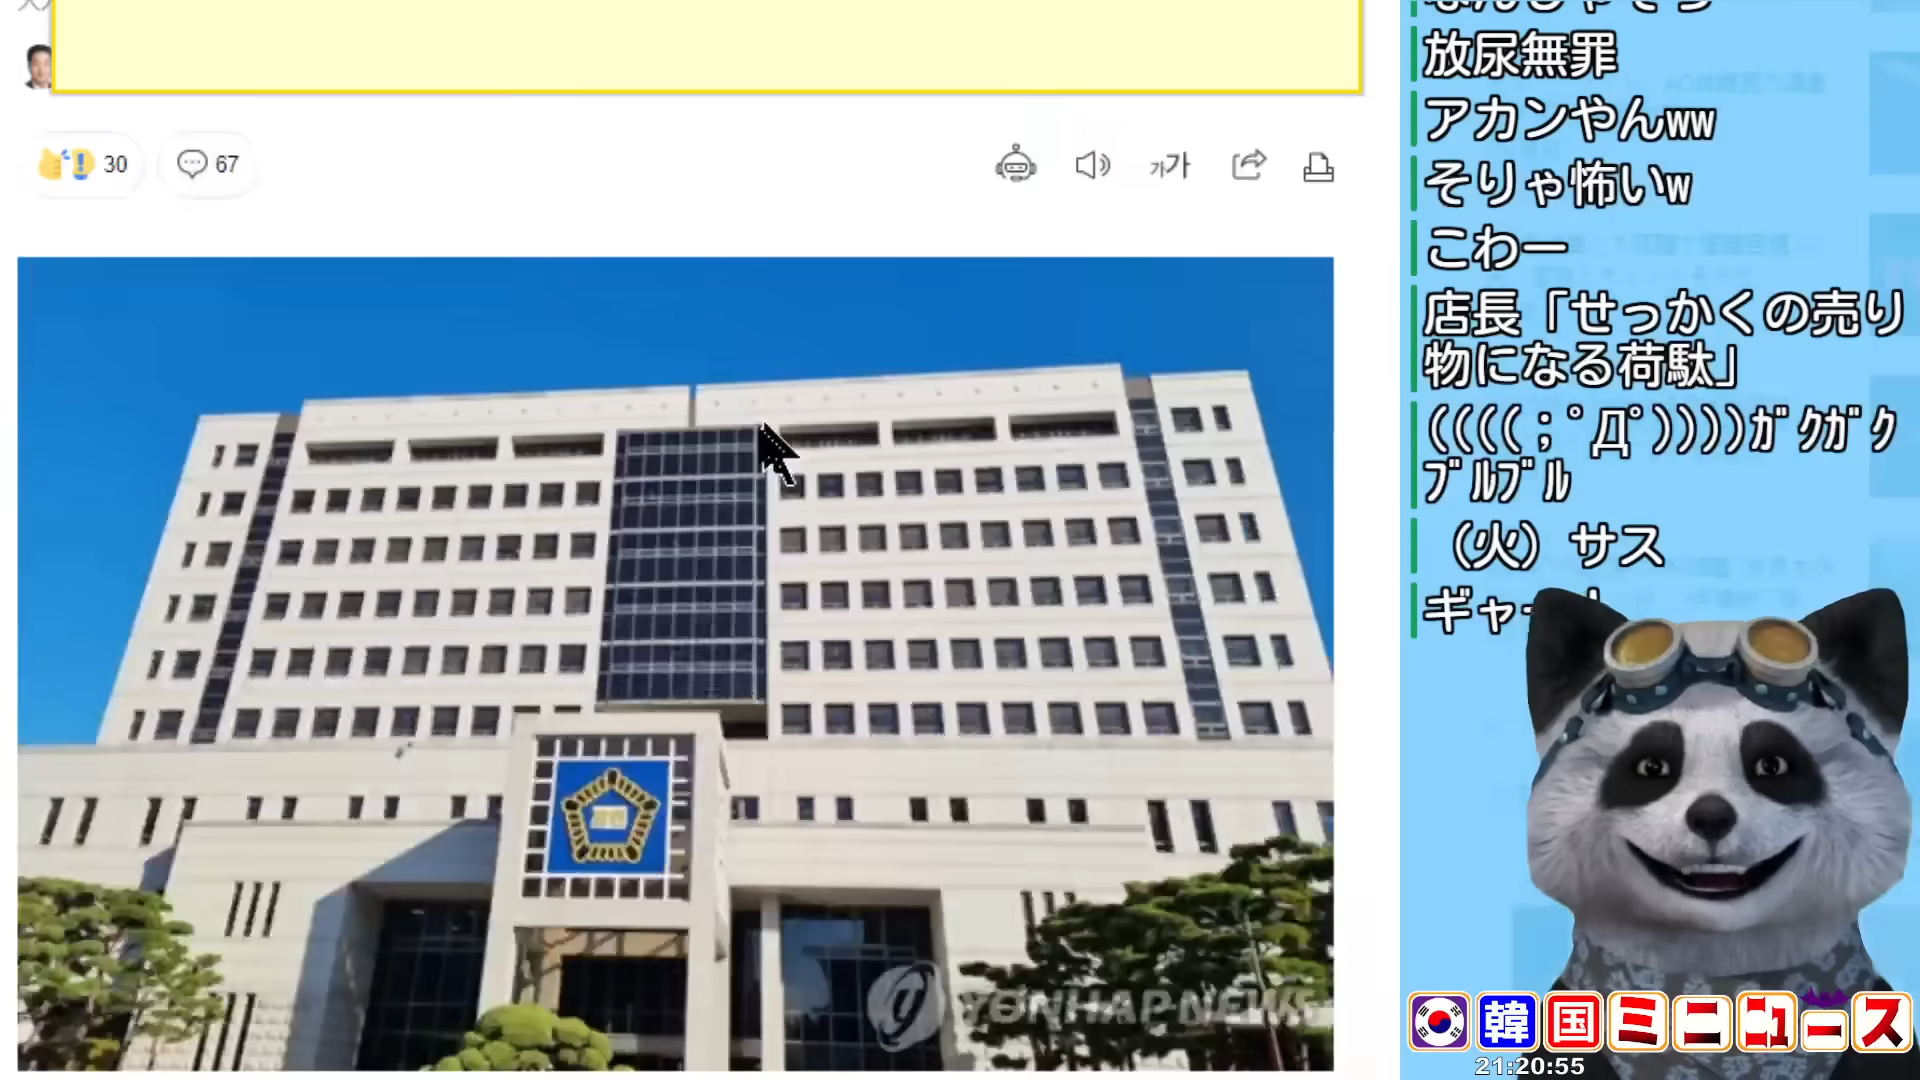 放尿無罪
アカンやんww
そりゃ怖いw
こわー
店長「せっかくの売り
物になる荷駄」
((((；ﾟДﾟ))))ｶﾞｸｶﾞｸ
ﾌﾞﾙﾌﾞﾙ
（火）サス
30
67
가가
YONHAP NEWS
韓国ミニニュース
21:20:55